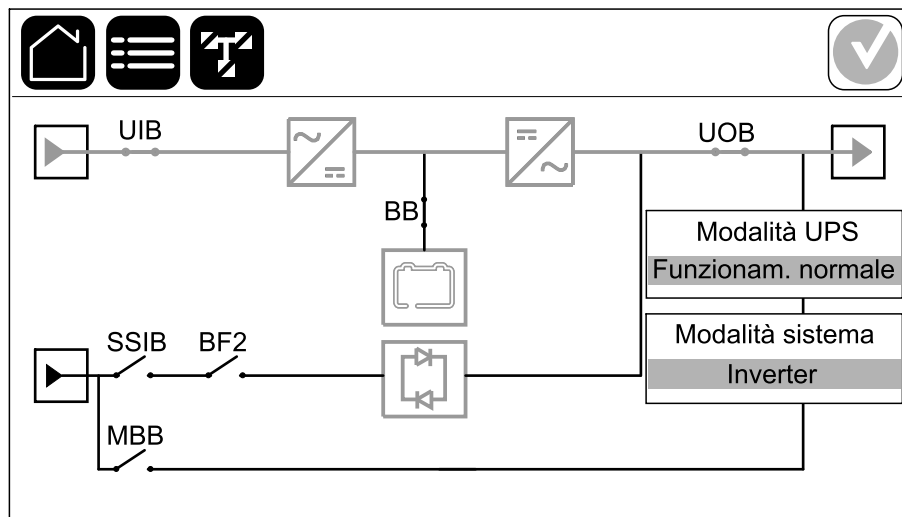 UIB
UOB
BB
Modalità UPS
Funzionam. normale
SSIB
BF2
Modalità sistema
Inverter
MBB